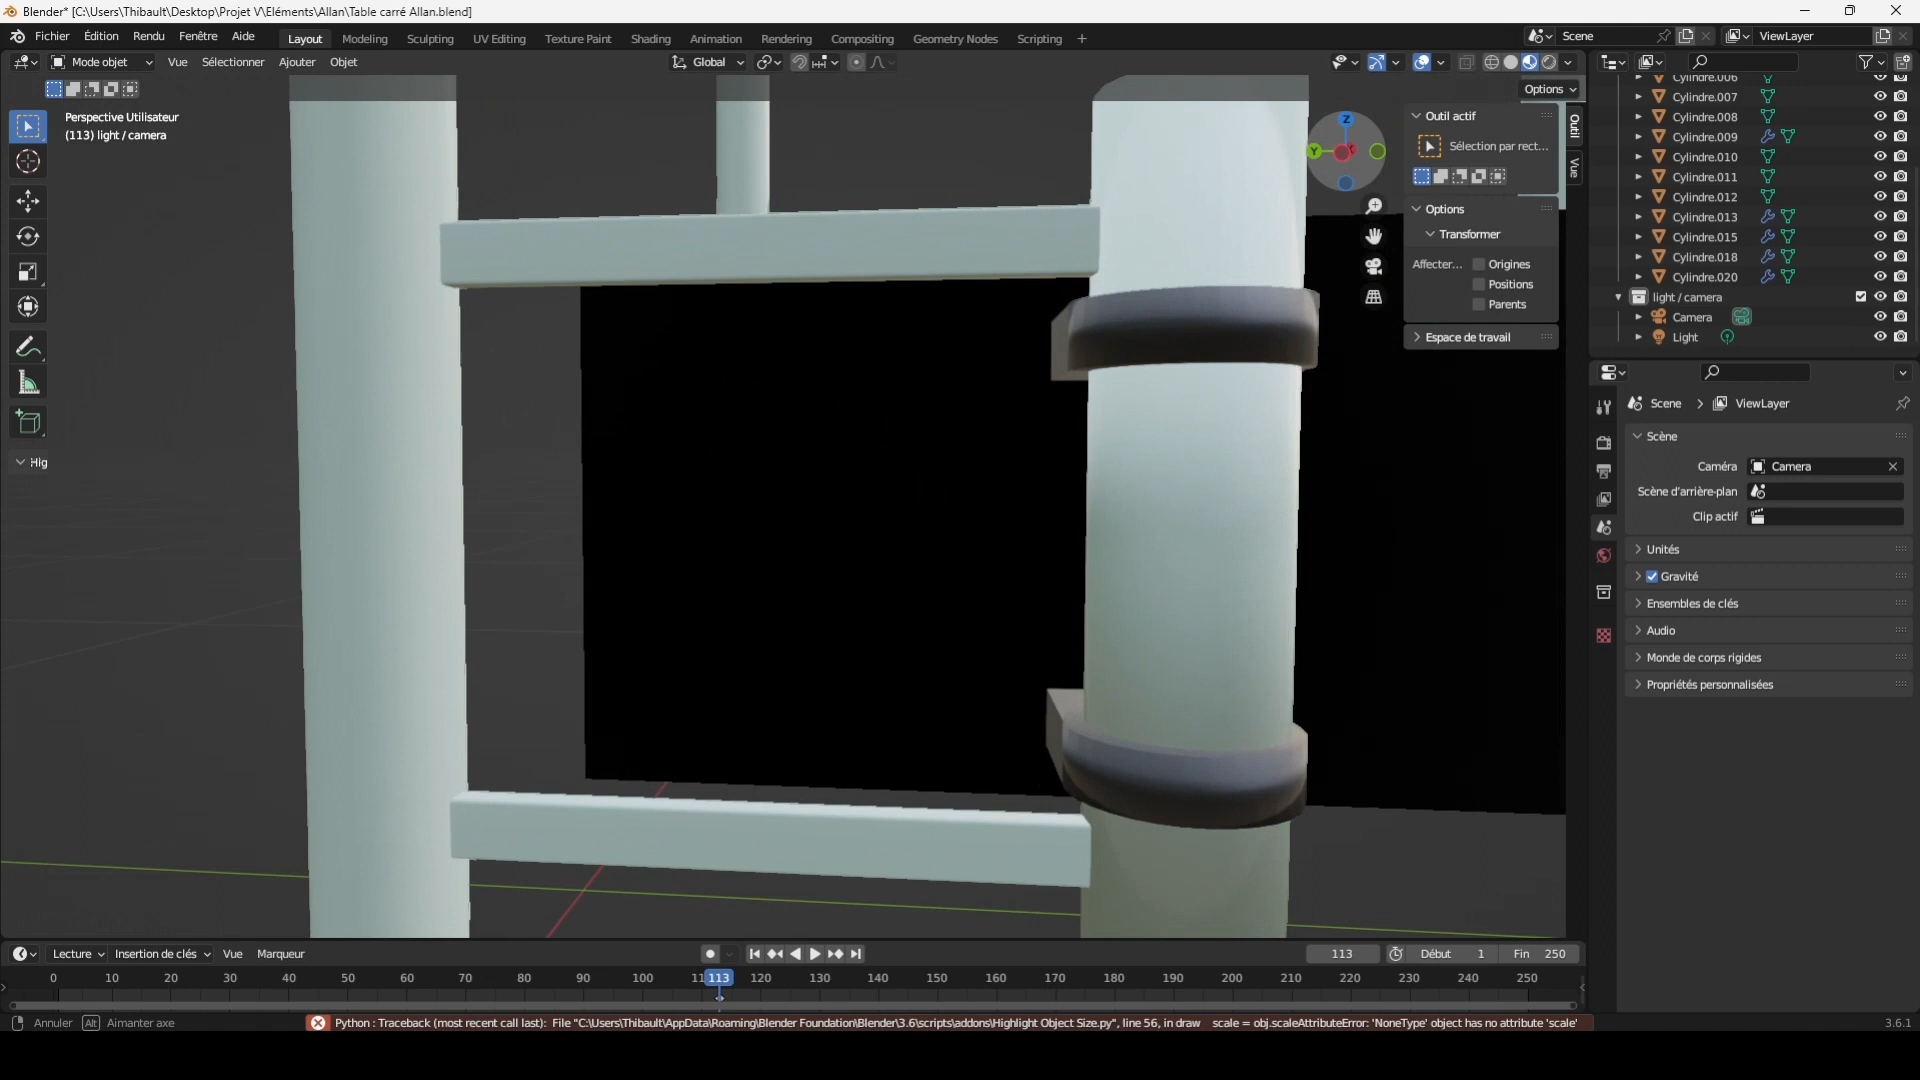 Blender* [C:\Users\Thibault\Desktop\Projet V\Eléments\Allan\Table carré Allan.blend]
Fichier Édition Rendu Fenêtre Aide Layout Modeling Sculpting UV Editing Texture Paint Shading Animation Rendering Compositing Geometry Nodes Scripting + Scene ViewLayer
Mode objet Vue Sélectionner Ajouter Objet Global
Options
Perspective Utilisateur
(113) light / camera
Hig
Z
Y
X
Outil actif
Sélection par rect...
Options
Transformer
Affecter... Origines
Positions
Parents
Espace de travail
Outil
Vue
Cylindre.006
Cylindre.007
Cylindre.008
Cylindre.009
Cylindre.010
Cylindre.011
Cylindre.012
Cylindre.013
Cylindre.015
Cylindre.018
Cylindre.020
light / camera
Camera
Light
Scene > ViewLayer
Scène
Caméra Camera
Scène d'arrière-plan
Clip actif
Unités
Gravité
Ensembles de clés
Audio
Monde de corps rigides
Propriétés personnalisées
Lecture Insertion de clés Vue Marqueur 113 Début 1 Fin 250
0 10 20 30 40 50 60 70 80 90 100 11 113 120 130 140 150 160 170 180 190 200 210 220 230 240 250
Annuler Alt Aimanter axe Python : Traceback (most recent call last): File "C:\Users\Thibault\AppData\Roaming\Blender Foundation\Blender\3.6\scripts\addons\Highlight Object Size.py", line 56, in draw scale = obj.scaleAttributeError: 'NoneType' object has no attribute 'scale' 3.6.1